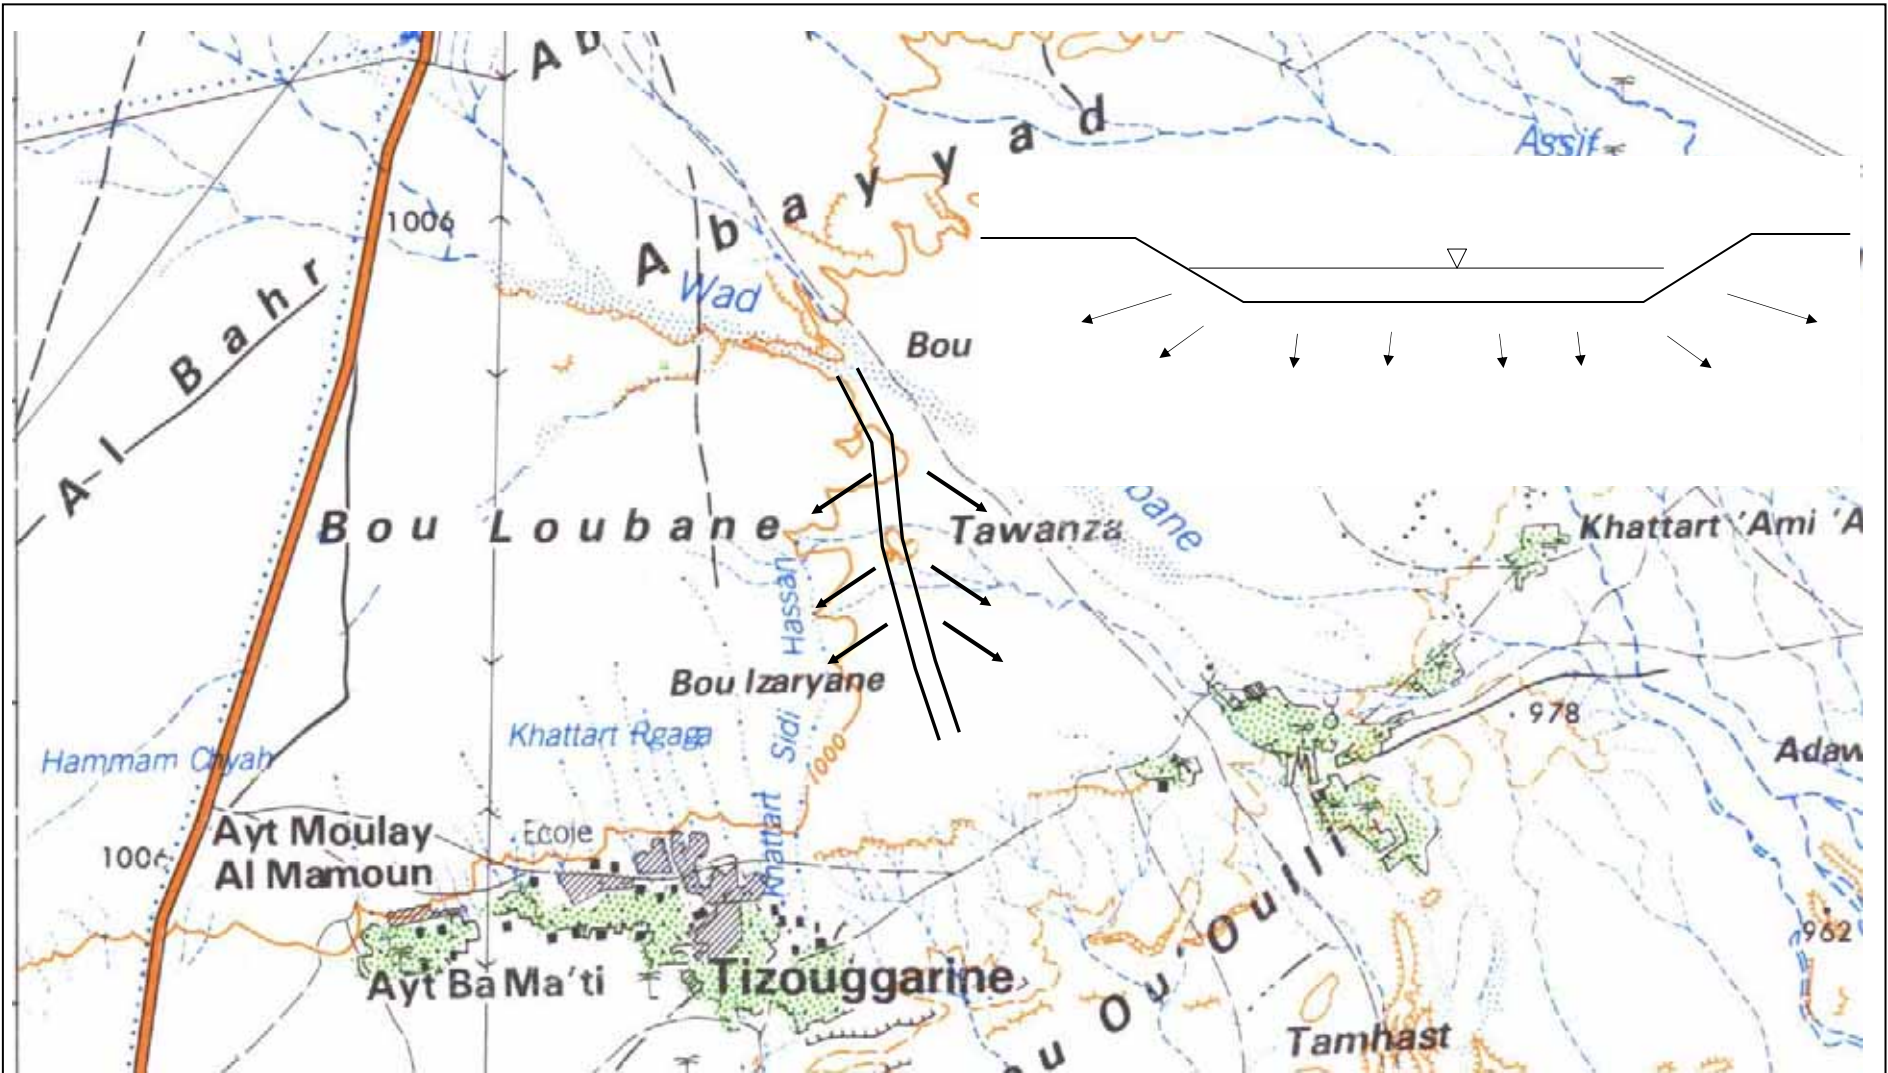 Ab
Abayyad
Assif
1006
Al Bahr
Wad
Bou
Bou Loubane
Tawanza
bane
Khattart 'Ami 'A
Khattart Sidi Hassan
Bou Izaryane
Khattart Rgaga
Hammam Chyah
1000
978
Adaw
Ayt Moulay
Al Mamoun
Ecole
1006
962
Ayt Ba Ma'ti
Tizouggarine
ou Ou'Oulli
Tamhast